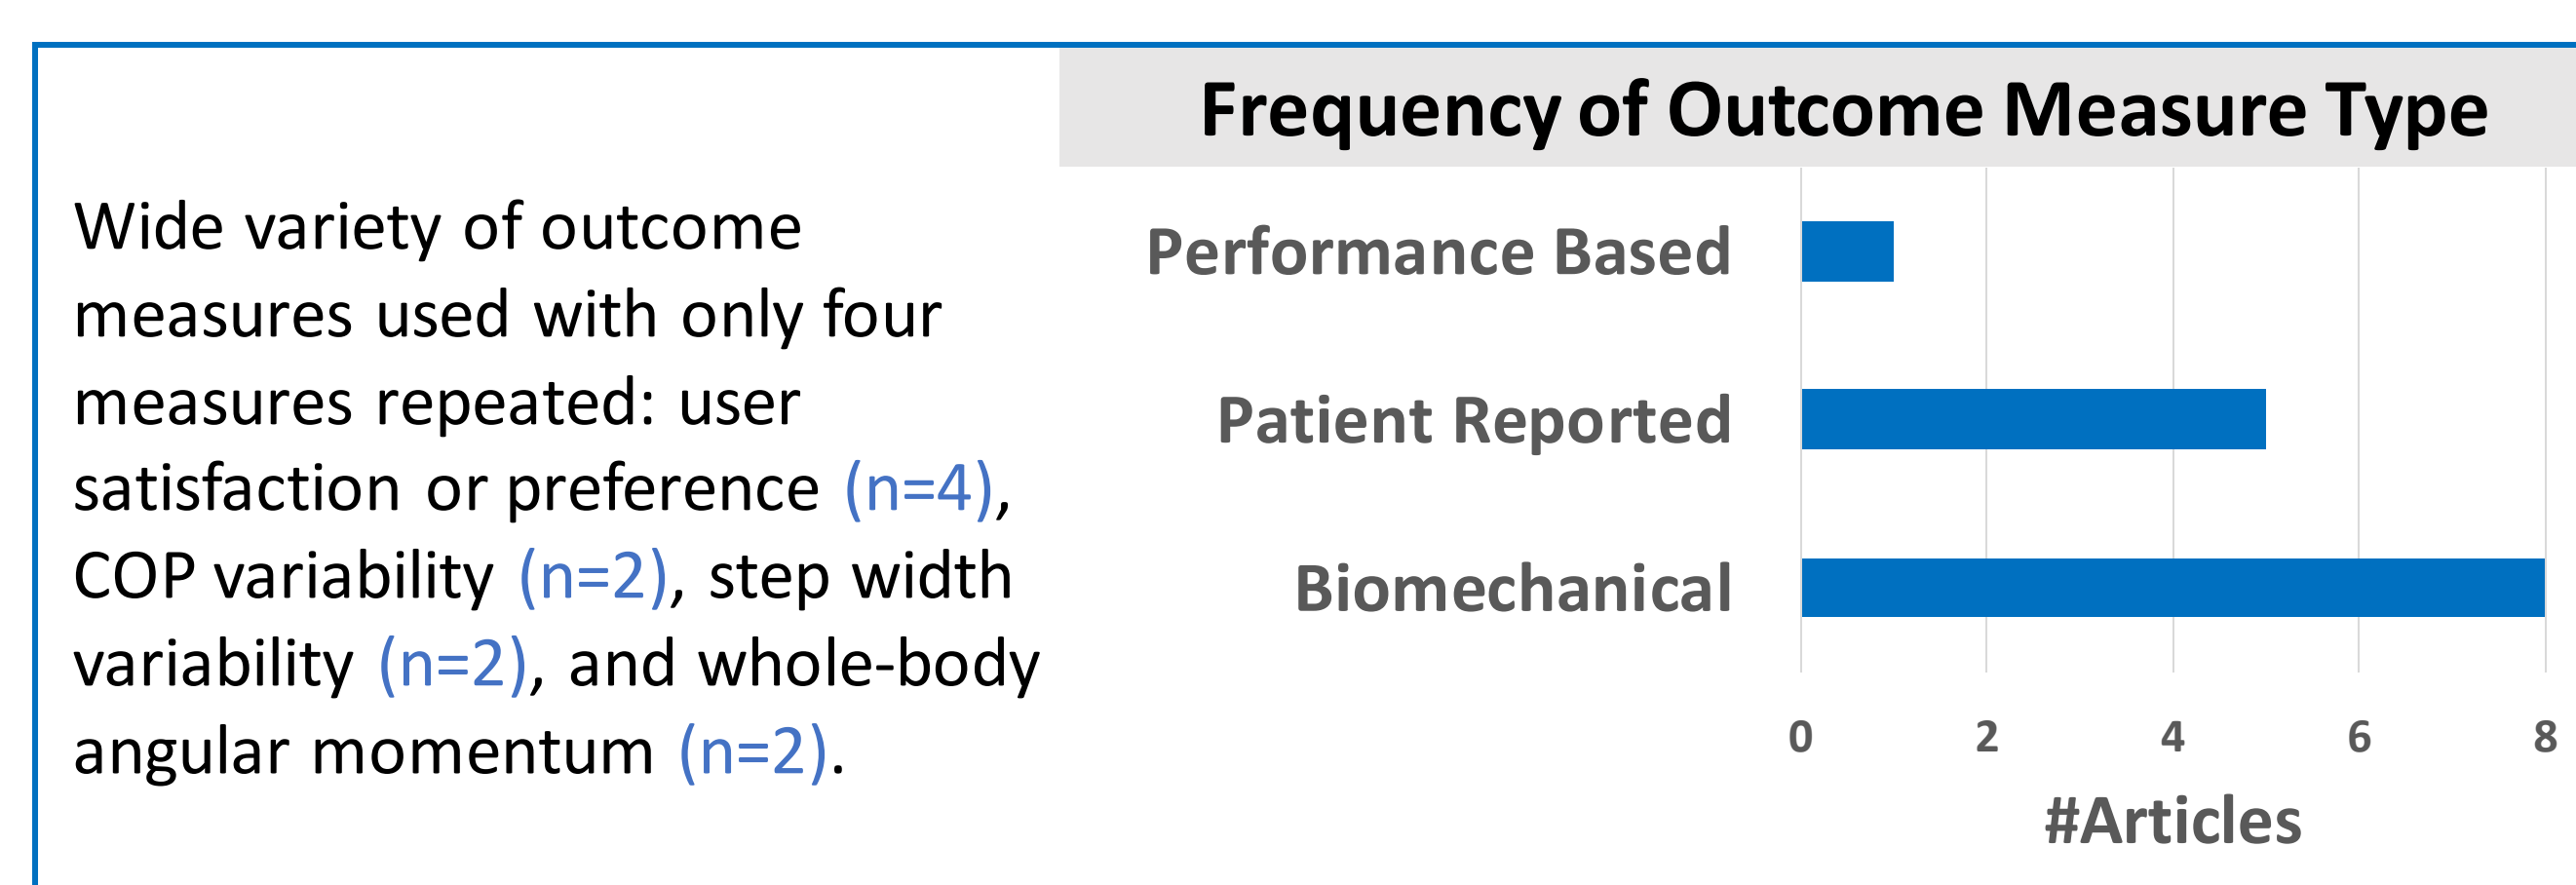 Frequency of Outcome Measure Type
Wide variety of outcome
measures used with only four
measures repeated: user
satisfaction or preference (n=4),
COP variability (n=2), step width
variability (n=2), and whole-body
angular momentum (n=2).
Performance Based
Patient Reported
Biomechanical
0 2 4 6 8
#Articles